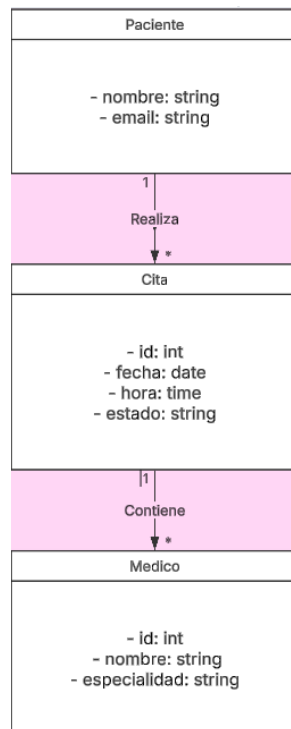 Paciente
- nombre: string
- email: string
1
Realiza
*
Cita
- id: int
- fecha: date
- hora: time
- estado: string
1
Contiene
*
Medico
- id: int
- nombre: string
- especialidad: string